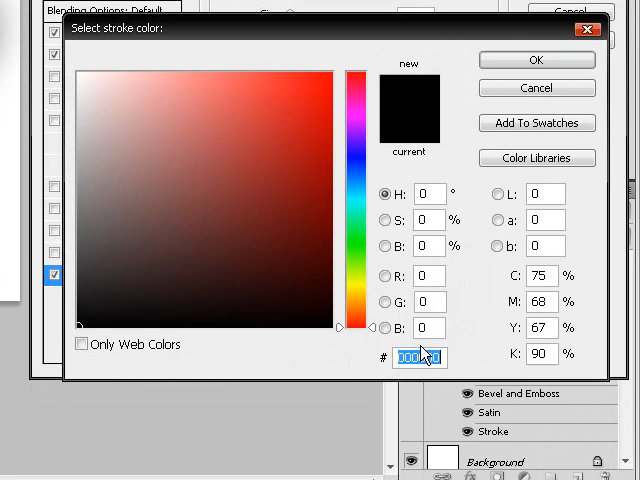 Blending Options: Default
Select stroke color:
new
current
OK
Cancel
Add To Swatches
Color Libraries
H: 0 °
S: 0 %
B: 0 %
R: 0
G: 0
B: 0
L: 0
a: 0
b: 0
C: 75 %
M: 68 %
Y: 67 %
K: 90 %
Only Web Colors
# 000000
Bevel and Emboss
Satin
Stroke
Background